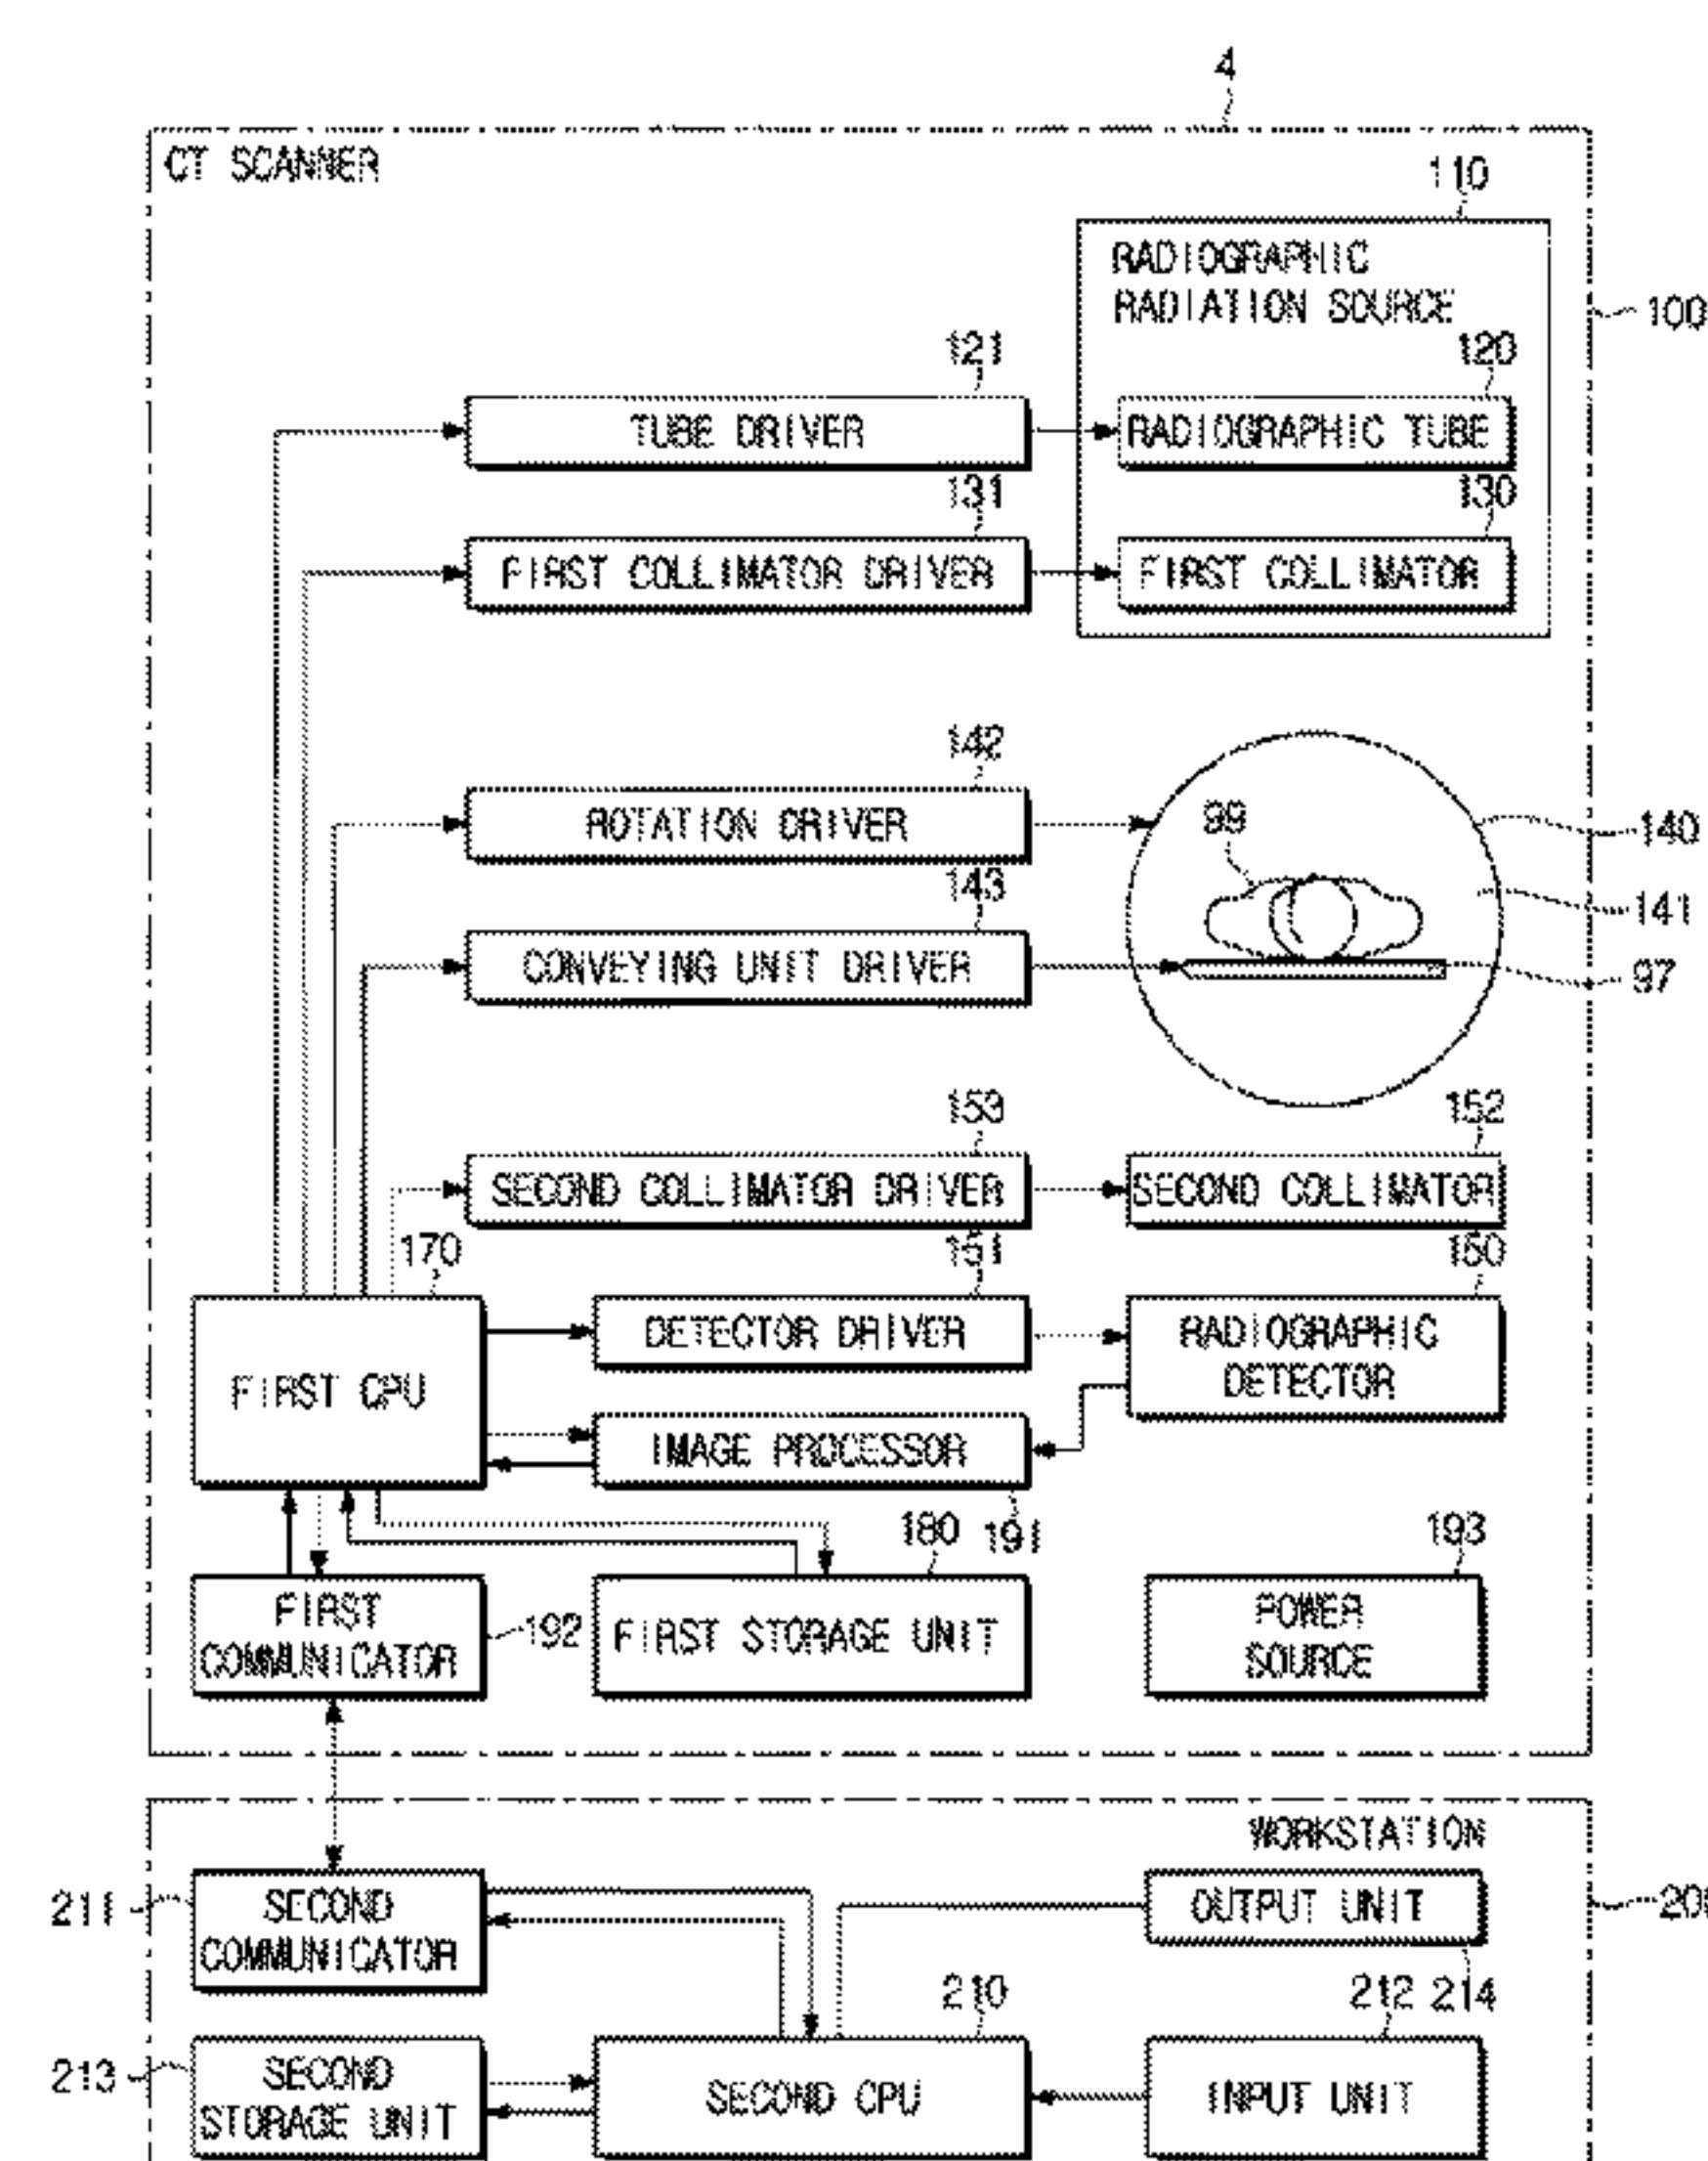 4
CT SCANNER
110
RADIOGRAPHIC
RADIATION SOURCE
100
121
120
TUBE DRIVER
RADIOGRAPHIC TUBE
131
130
FIRST COLLIMATOR DRIVER
FIRST COLLIMATOR
142
ROTATION DRIVER
99
140
143
141
CONVEYING UNIT DRIVER
97
153
152
SECOND COLLIMATOR DRIVER
SECOND COLLIMATOR
170
151
150
DETECTOR DRIVER
RADIOGRAPHIC
DETECTOR
FIRST CPU
IMAGE PROCESSOR
180
191
193
FIRST
COMMUNICATOR
192
FIRST STORAGE UNIT
POWER
SOURCE
WORKSTATION
211
SECOND
COMMUNICATOR
OUTPUT UNIT
210
212
214
213
SECOND
STORAGE UNIT
SECOND CPU
INPUT UNIT